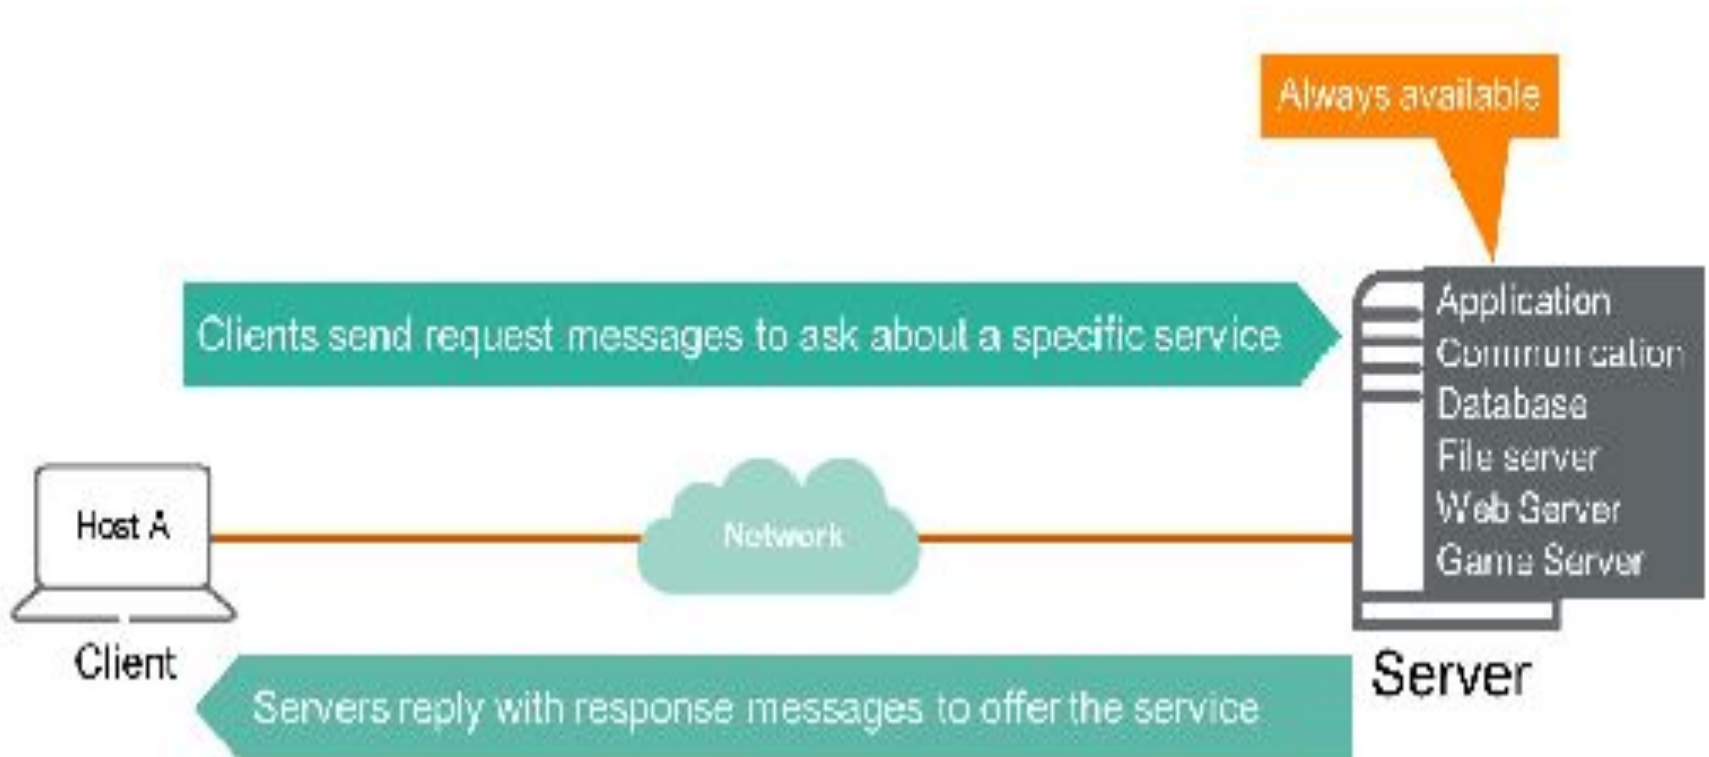 Always available
Clients send request messages to ask about a specific service
Application
Communication
Database
File server
Web Server
Game Server
Host A
Network
Client
Server
Servers reply with response messages to offer the service